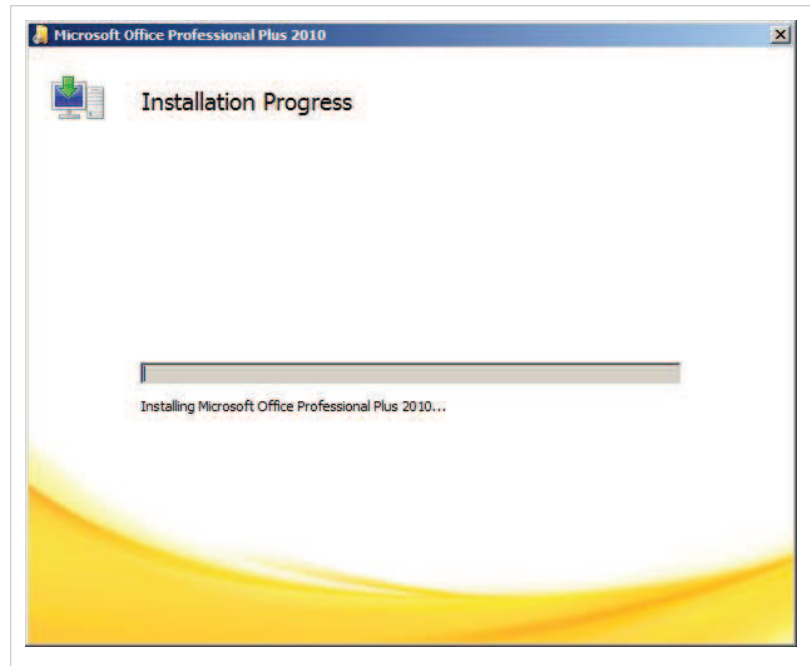 Microsoft Office Professional Plus 2010
Installation Progress
Installing Microsoft Office Professional Plus 2010...